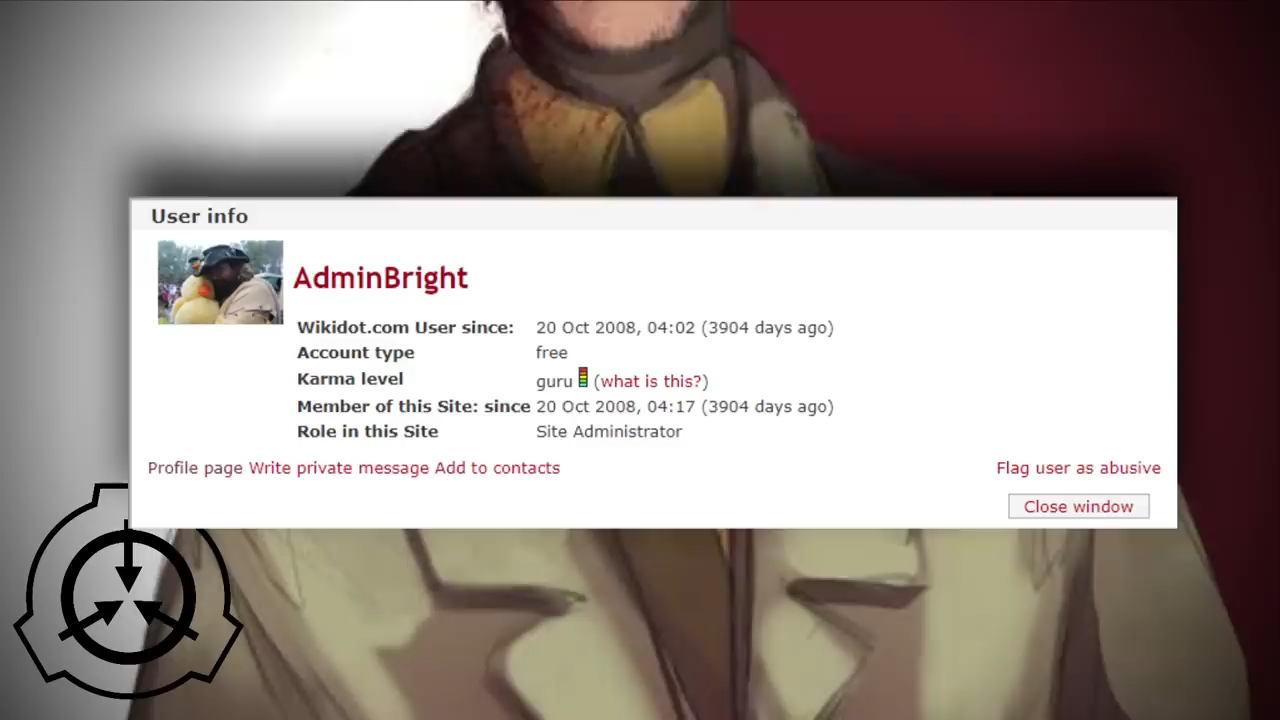 User info
AdminBright
Wikidot.com User since: 20 Oct 2008, 04:02 (3904 days ago)
Account type free
Karma level guru (what is this?)
Member of this Site: since 20 Oct 2008, 04:17 (3904 days ago)
Role in this Site Site Administrator
Profile page Write private message Add to contacts Flag user as abusive
Close window